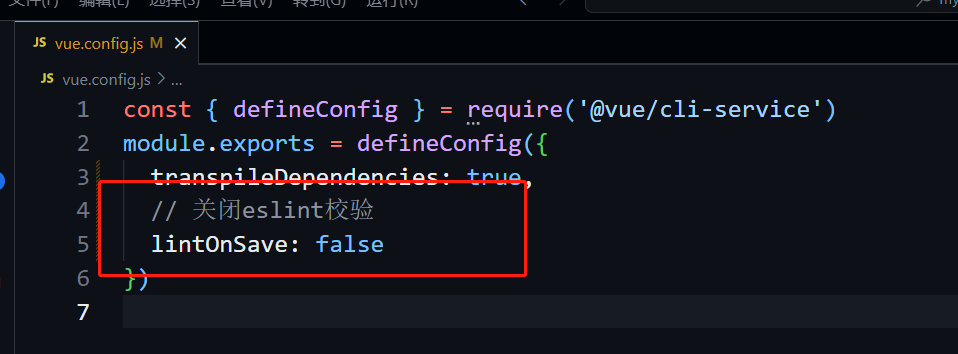 文件(F) 编辑(E) 选择(S) 查看(V) 转到(G) 运行(R)
JS vue.config.js M ×
JS vue.config.js > ...
1 const { defineConfig } = require('@vue/cli-service')
2 module.exports = defineConfig({
3 transpileDependencies: true,
4 // 关闭eslint校验
5 lintOnSave: false
6 })
7